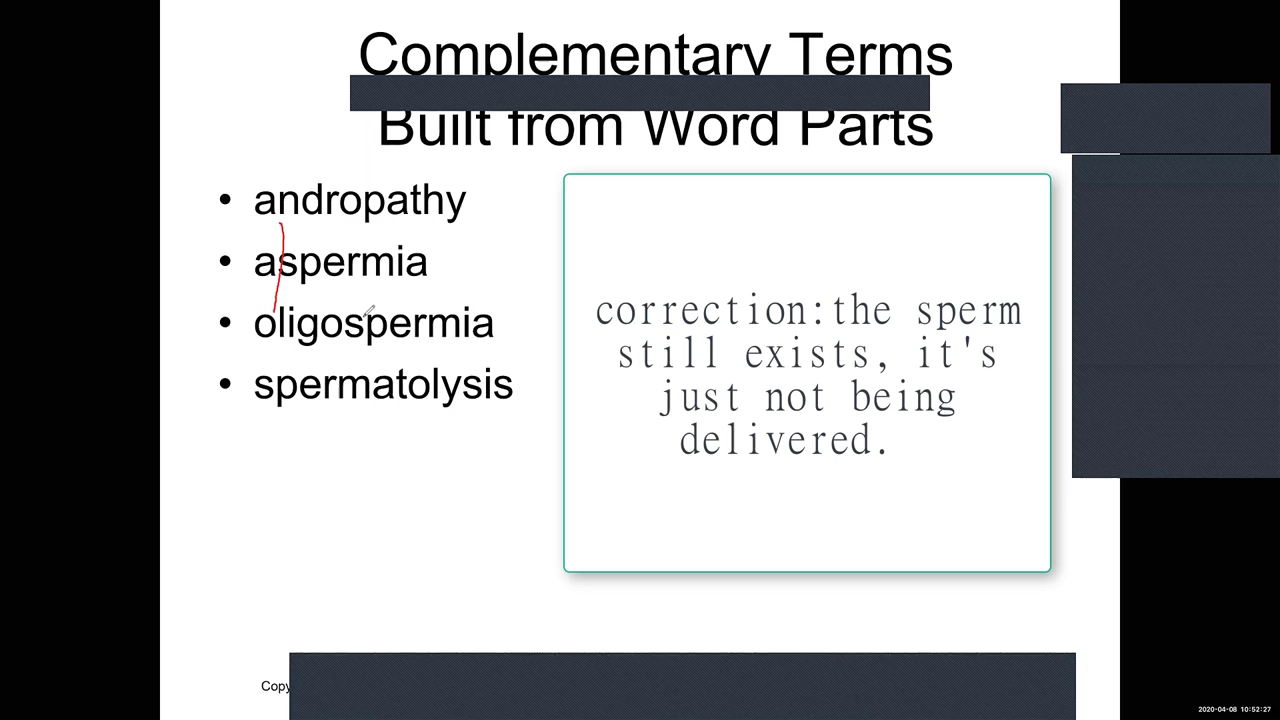 Complementary Terms
Built from Word Parts
• andropathy
• aspermia
• oligospermia
• spermatolysis
correction:the sperm
still exists, it's
just not being
delivered.
Copy
2020-04-08 10:52:27